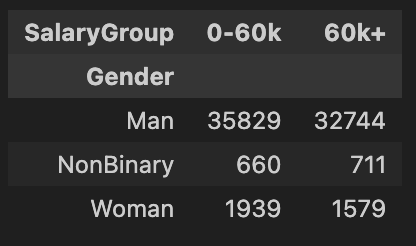 SalaryGroup 0-60k 60k+
Gender
Man 35829 32744
NonBinary 660 711
Woman 1939 1579